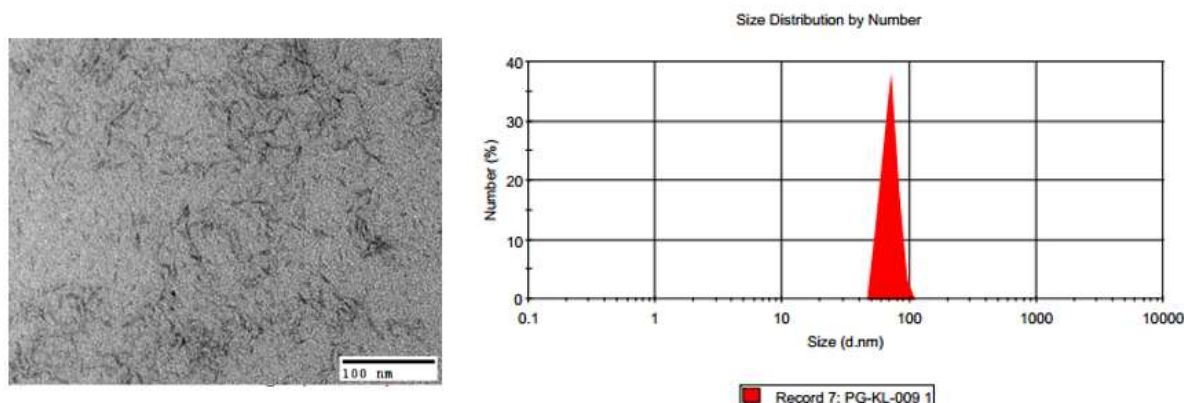 100 nm
Size Distribution by Number
40
30
20
10
0
Number (%)
0.1 1 10 100 1000 10000
Size (d.nm)
Record 7: PG-KL-009 1